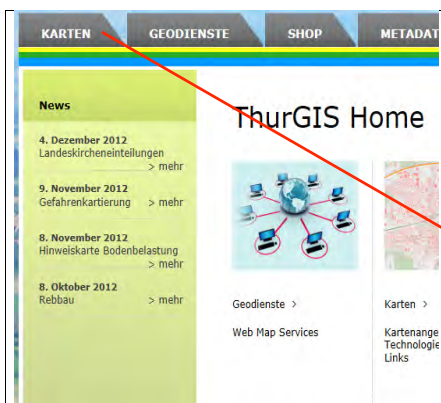 KARTEN GEODIENSTE SHOP
News
4. Dezember 2012
Landeskircheneinteilungen
> mehr
9. November 2012
Gefahrenkartierung > mehr
8. November 2012
Hinweiskarte Bodenbelastung
> mehr
8. Oktober 2012
Rebbau > mehr
ThurGIS Home
Geodienste >
Web Map Services
Karten >
Kartenange
Technologie
Links